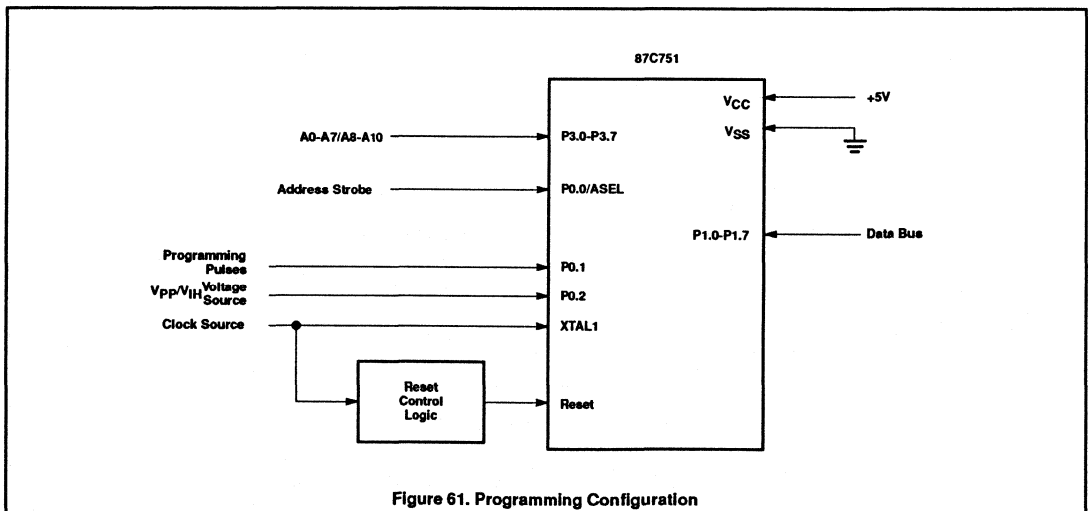 87C751
VCC
+5V
VSS
A0-A7/A8-A10
P3.0-P3.7
Address Strobe
P0.0/ASEL
P1.0-P1.7
Data Bus
Programming
Pulses
P0.1
VPP/VIH Voltage
Source
P0.2
Clock Source
XTAL1
Reset
Control
Logic
Reset
Figure 61. Programming Configuration